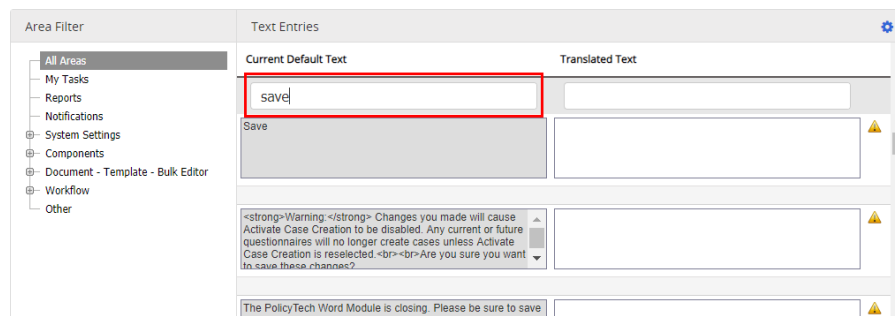 Area Filter
Text Entries
All Areas
My Tasks
Reports
Notifications
System Settings
Components
Document - Template - Bulk Editor
Workflow
Other
Current Default Text
Translated Text
save
Save
<strong>Warning:</strong> Changes you made will cause
Activate Case Creation to be disabled. Any current or future
questionnaires will no longer create cases unless Activate
Case Creation is reselected.<br><br>Are you sure you want
to save these changes?
The PolicyTech Word Module is closing. Please be sure to save